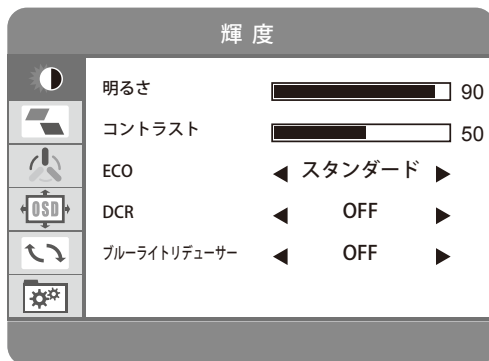 輝度
明るさ 90
コントラスト 50
ECO スタンダード
DCR OFF
OSD
ブルーライトリデューサー OFF